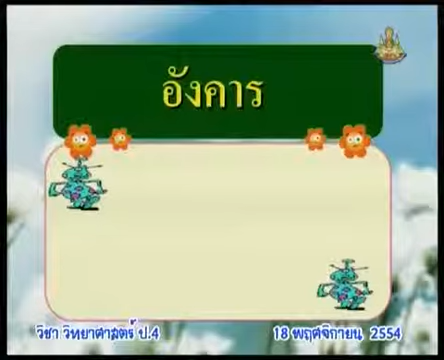 อังคาร
วิชา วิทยาศาสตร์ ป.4
18 พฤศจิกายน 2554